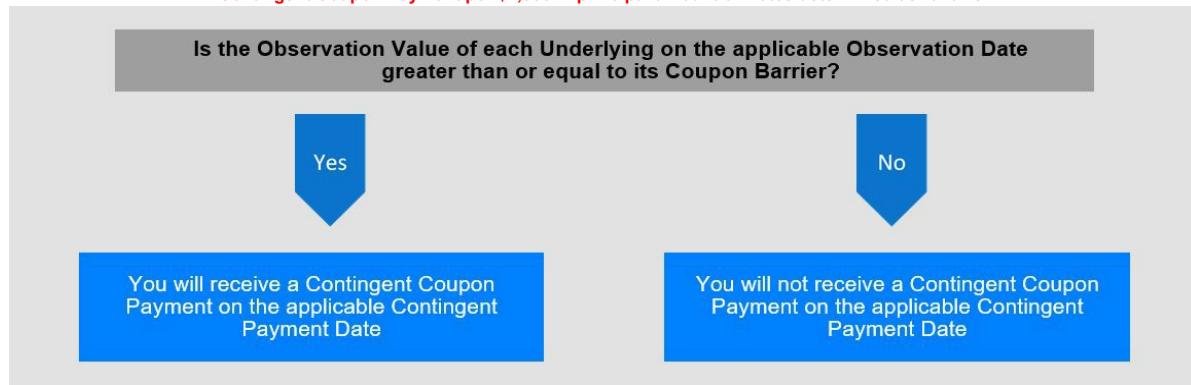 Is the Observation Value of each Underlying on the applicable Observation Date
greater than or equal to its Coupon Barrier?
Yes
No
You will receive a Contingent Coupon
Payment on the applicable Contingent
Payment Date
You will not receive a Contingent Coupon
Payment on the applicable Contingent
Payment Date